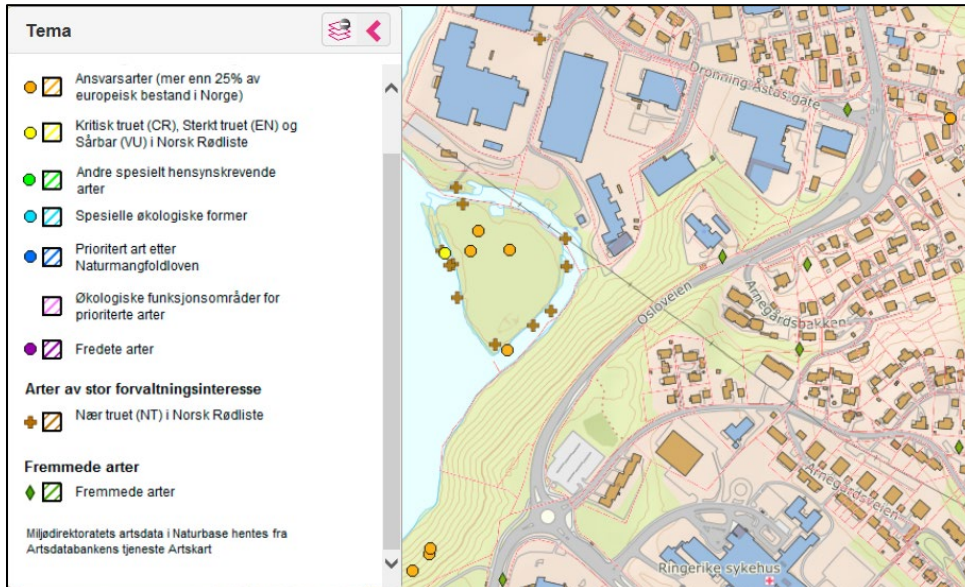 Tema
Ansvarsarter (mer enn 25% av
europeisk bestand i Norge)
Kritisk truet (CR), Sterkt truet (EN) og
Sårbar (VU) i Norsk Rødliste
Andre spesielt hensynskrevende
arter
Spesielle økologiske former
Prioritert art etter
Naturmangfoldloven
Økologiske funksjonsområder for
prioriterte arter
Fredete arter
Arter av stor forvaltningsinteresse
Nær truet (NT) i Norsk Rødliste
Fremmede arter
Fremmede arter
Miljødirektoratets artsdata i Naturbase hentes fra
Artsdatabankens tjeneste Artskart
Dronning Åstas gate
Osloveien
Arnegårdsbakken
Arnegårdsveien
Ringerike sykehus